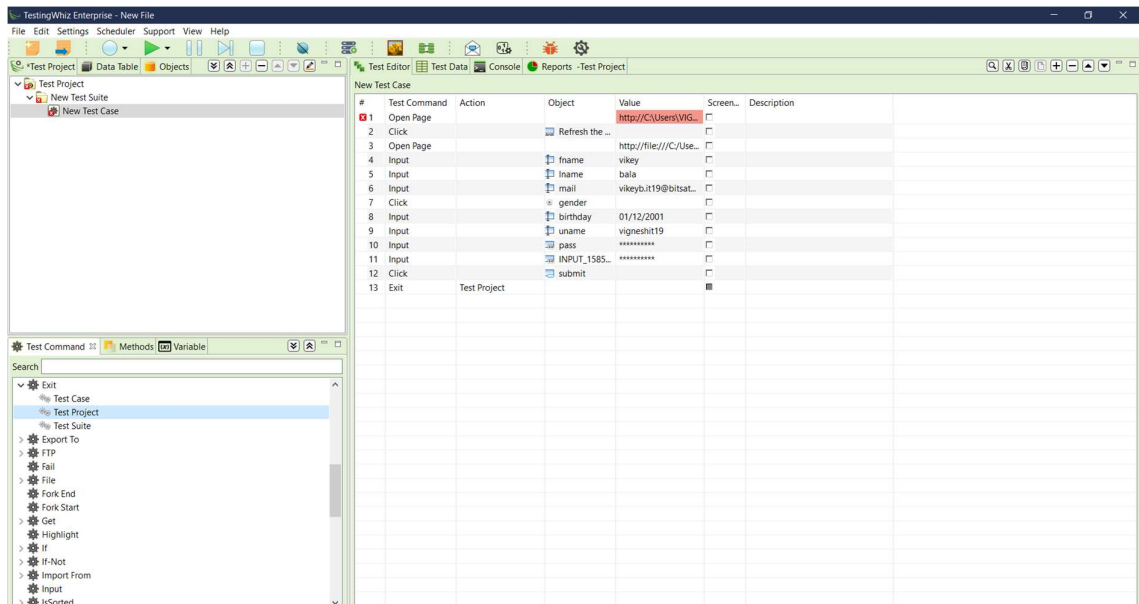 TestingWhiz Enterprise - New File
File Edit Settings Scheduler Support View Help
*Test Project Data Table Objects
Test Project
New Test Suite
New Test Case
Test Editor Test Data Console Reports -Test Project
New Test Case
# Test Command Action Object Value Screen... Description
1 Open Page http://C:\Users\VIG...
2 Click Refresh the ...
3 Open Page http://file:///C:/Use...
4 Input fname vikey
5 Input lname bala
6 Input mail vikeyb.it19@bitsat...
7 Click gender
8 Input birthday 01/12/2001
9 Input uname vigneshit19
10 Input pass **********
11 Input INPUT_1585... **********
12 Click submit
13 Exit Test Project
Test Command Methods (x) Variable
Search
Exit
Test Case
Test Project
Test Suite
Export To
FTP
Fail
File
Fork End
Fork Start
Get
Highlight
If
If-Not
Import From
Input
IsSorted